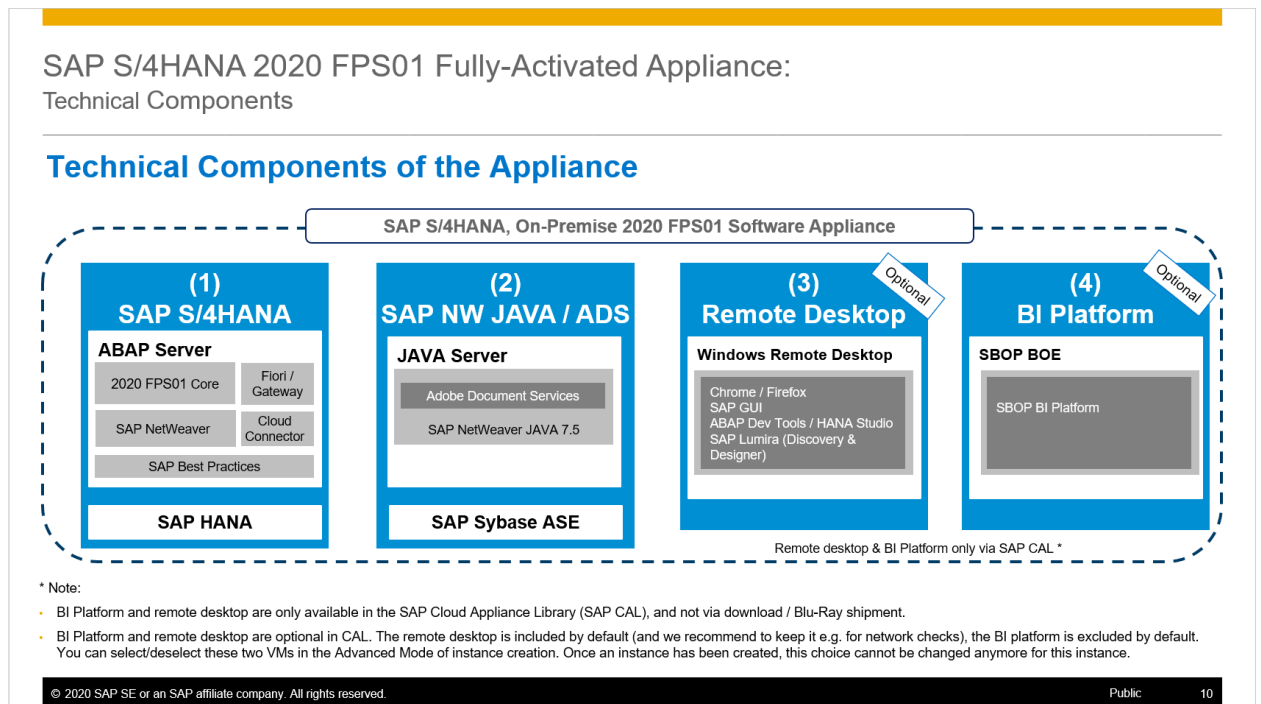 SAP S/4HANA 2020 FPS01 Fully-Activated Appliance:
Technical Components
Technical Components of the Appliance
SAP S/4HANA, On-Premise 2020 FPS01 Software Appliance
(1)
SAP S/4HANA
ABAP Server
2020 FPS01 Core
Fiori /
Gateway
SAP NetWeaver
Cloud
Connector
SAP Best Practices
SAP HANA
(2)
SAP NW JAVA / ADS
JAVA Server
Adobe Document Services
SAP NetWeaver JAVA 7.5
SAP Sybase ASE
Optional
(3)
Remote Desktop
Windows Remote Desktop
Chrome / Firefox
SAP GUI
ABAP Dev Tools / HANA Studio
SAP Lumira (Discovery &
Designer)
Optional
(4)
BI Platform
SBOP BOE
SBOP BI Platform
Remote desktop & BI Platform only via SAP CAL *
* Note:
• BI Platform and remote desktop are only available in the SAP Cloud Appliance Library (SAP CAL), and not via download / Blu-Ray shipment.
• BI Platform and remote desktop are optional in CAL. The remote desktop is included by default (and we recommend to keep it e.g. for network checks), the BI platform is excluded by default.
You can select/deselect these two VMs in the Advanced Mode of instance creation. Once an instance has been created, this choice cannot be changed anymore for this instance.
© 2020 SAP SE or an SAP affiliate company. All rights reserved.
Public
10